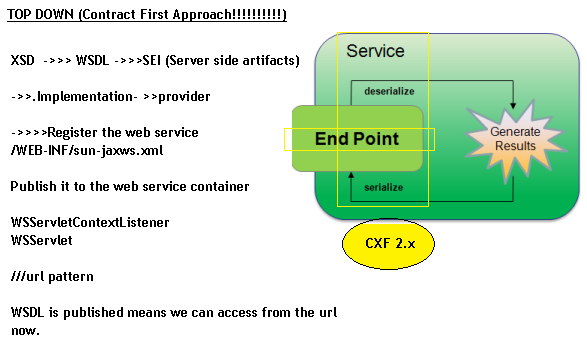 TOP DOWN (Contract First Approach!!!!!!!!!!)
XSD ->>> WSDL ->>>SEI (Server side artifacts)
->>.Implementation- >>provider
->>>>Register the web service
/WEB-INF/sun-jaxws.xml
Publish it to the web service container
WSServletContextListener
WSServlet
///url pattern
WSDL is published means we can access from the url
now.
Service
deserialize
End Point
Generate
Results
serialize
CXF 2.x